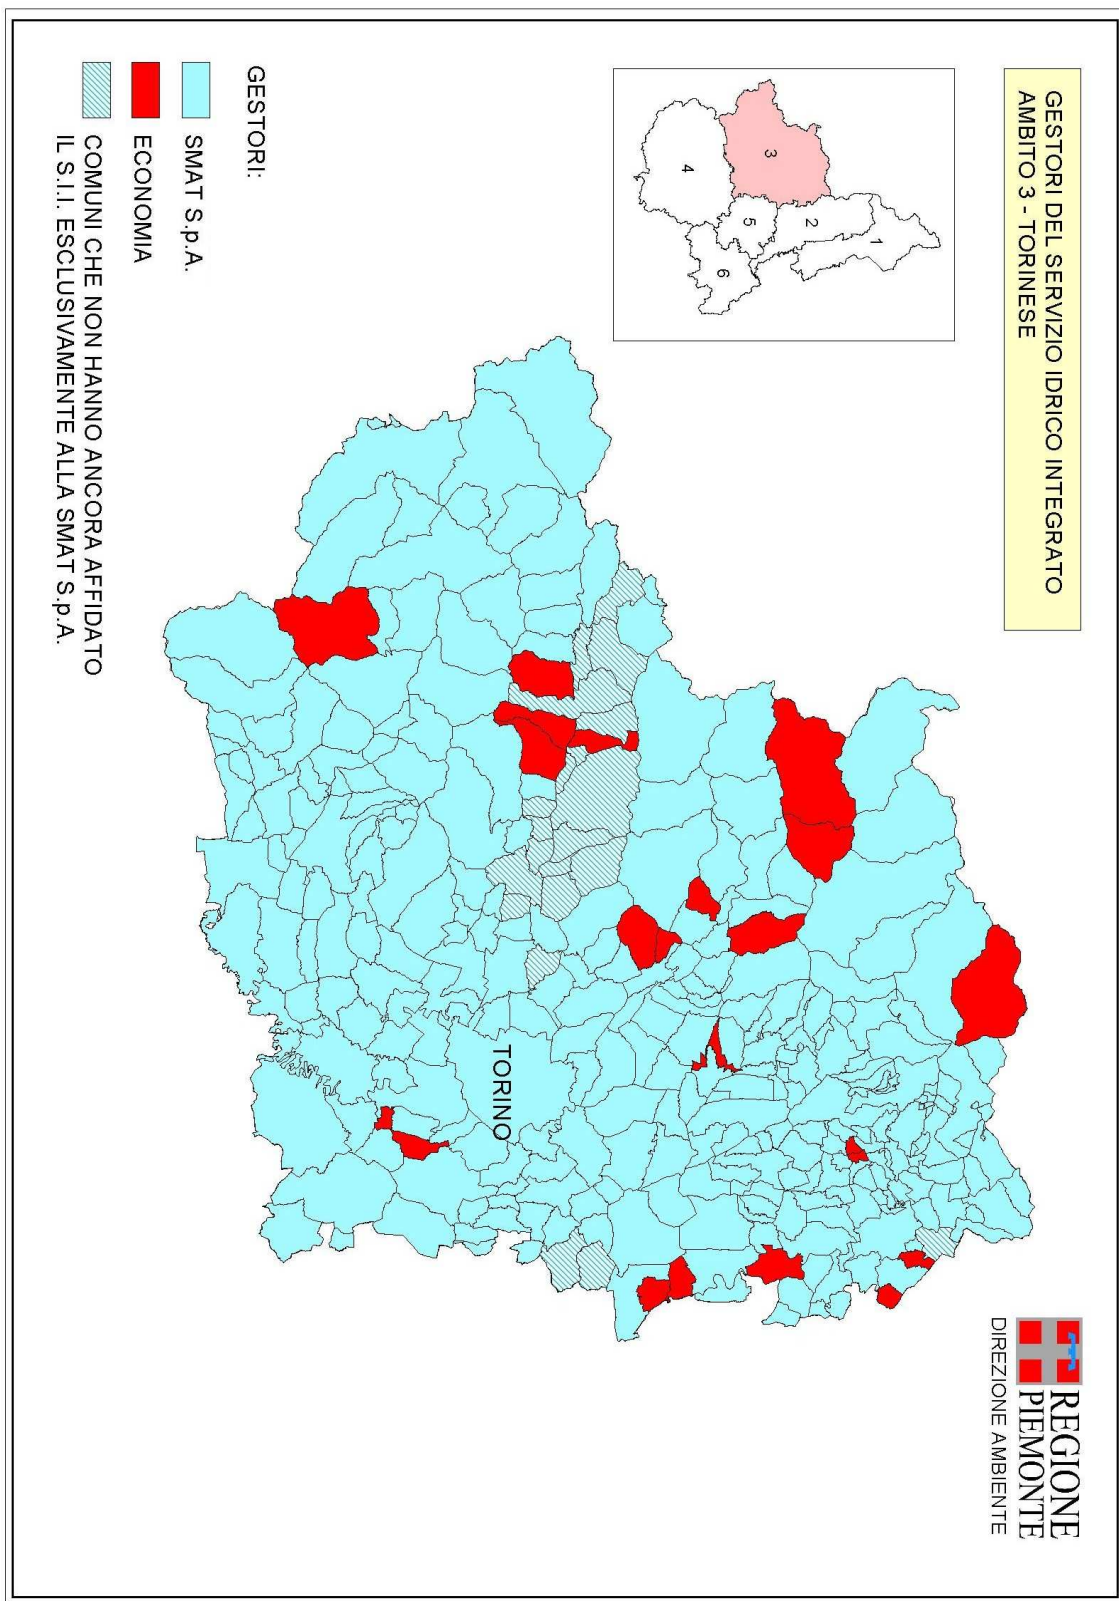 GESTORI DEL SERVIZIO IDRICO INTEGRATO
AMBITO 3 - TORINESE
REGIONE
PIEMONTE
DIREZIONE AMBIENTE
1
2
3
4
5
6
TORINO
GESTORI:
SMAT S.p.A.
ECONOMIA
COMUNI CHE NON HANNO ANCORA AFFIDATO
IL S.I.I. ESCLUSIVAMENTE ALLA SMAT S.p.A.